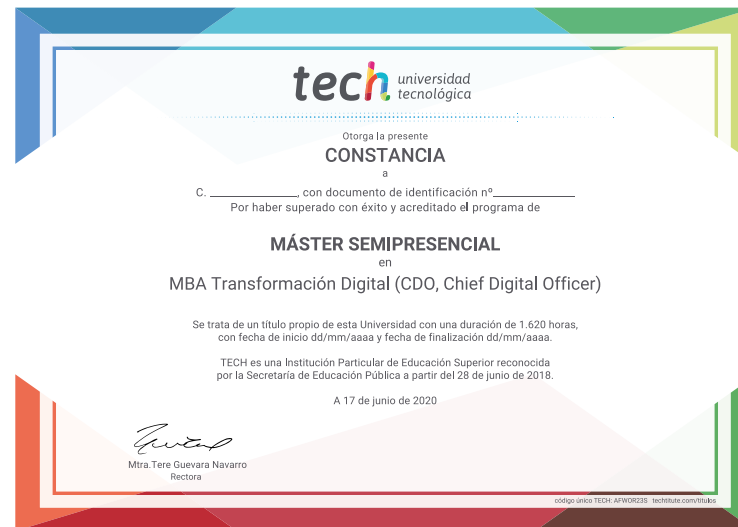 tech universidad
tecnológica
Otorga la presente
CONSTANCIA
a
C. ______________, con documento de identificación nº______________
Por haber superado con éxito y acreditado el programa de
MÁSTER SEMIPRESENCIAL
en
MBA Transformación Digital (CDO, Chief Digital Officer)
Se trata de un título propio de esta Universidad con una duración de 1.620 horas,
con fecha de inicio dd/mm/aaaa y fecha de finalización dd/mm/aaaa.
TECH es una Institución Particular de Educación Superior reconocida
por la Secretaría de Educación Pública a partir del 28 de junio de 2018.
A 17 de junio de 2020
Mtra.Tere Guevara Navarro
Rectora
código único TECH: AFWOR23S techtitute.com/titulos